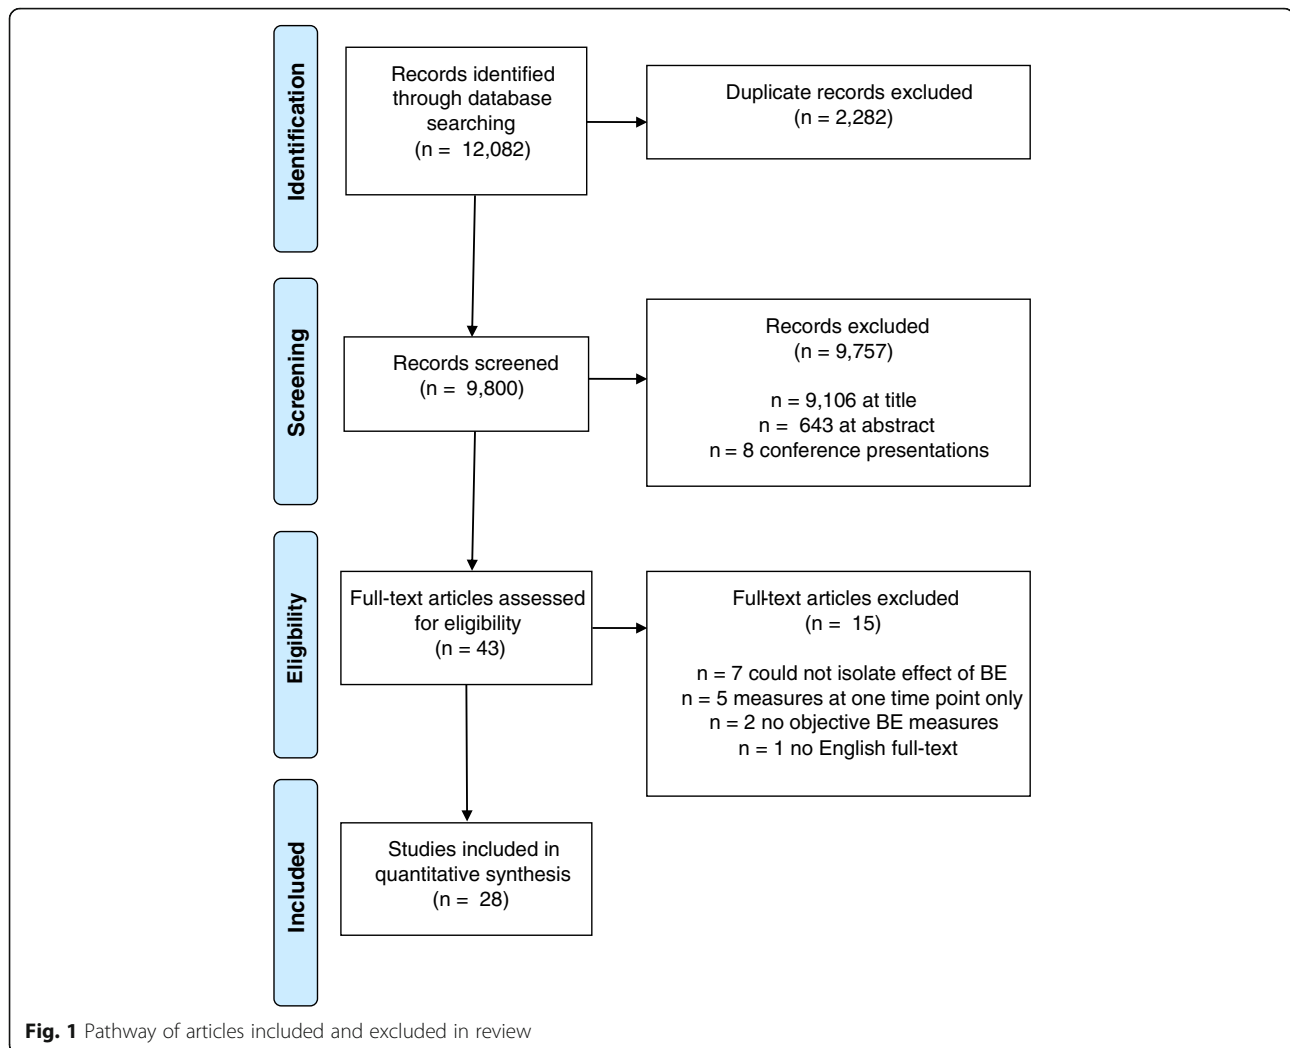 Identification
Records identified
through database
searching
(n = 12,082)
Duplicate records excluded
(n = 2,282)
Screening
Records screened
(n = 9,800)
Records excluded
(n = 9,757)
n = 9,106 at title
n = 643 at abstract
n = 8 conference presentations
Eligibility
Full-text articles assessed
for eligibility
(n = 43)
Full-text articles excluded
(n = 15)
n = 7 could not isolate effect of BE
n = 5 measures at one time point only
n = 2 no objective BE measures
n = 1 no English full-text
Included
Studies included in
quantitative synthesis
(n = 28)
Fig. 1 Pathway of articles included and excluded in review